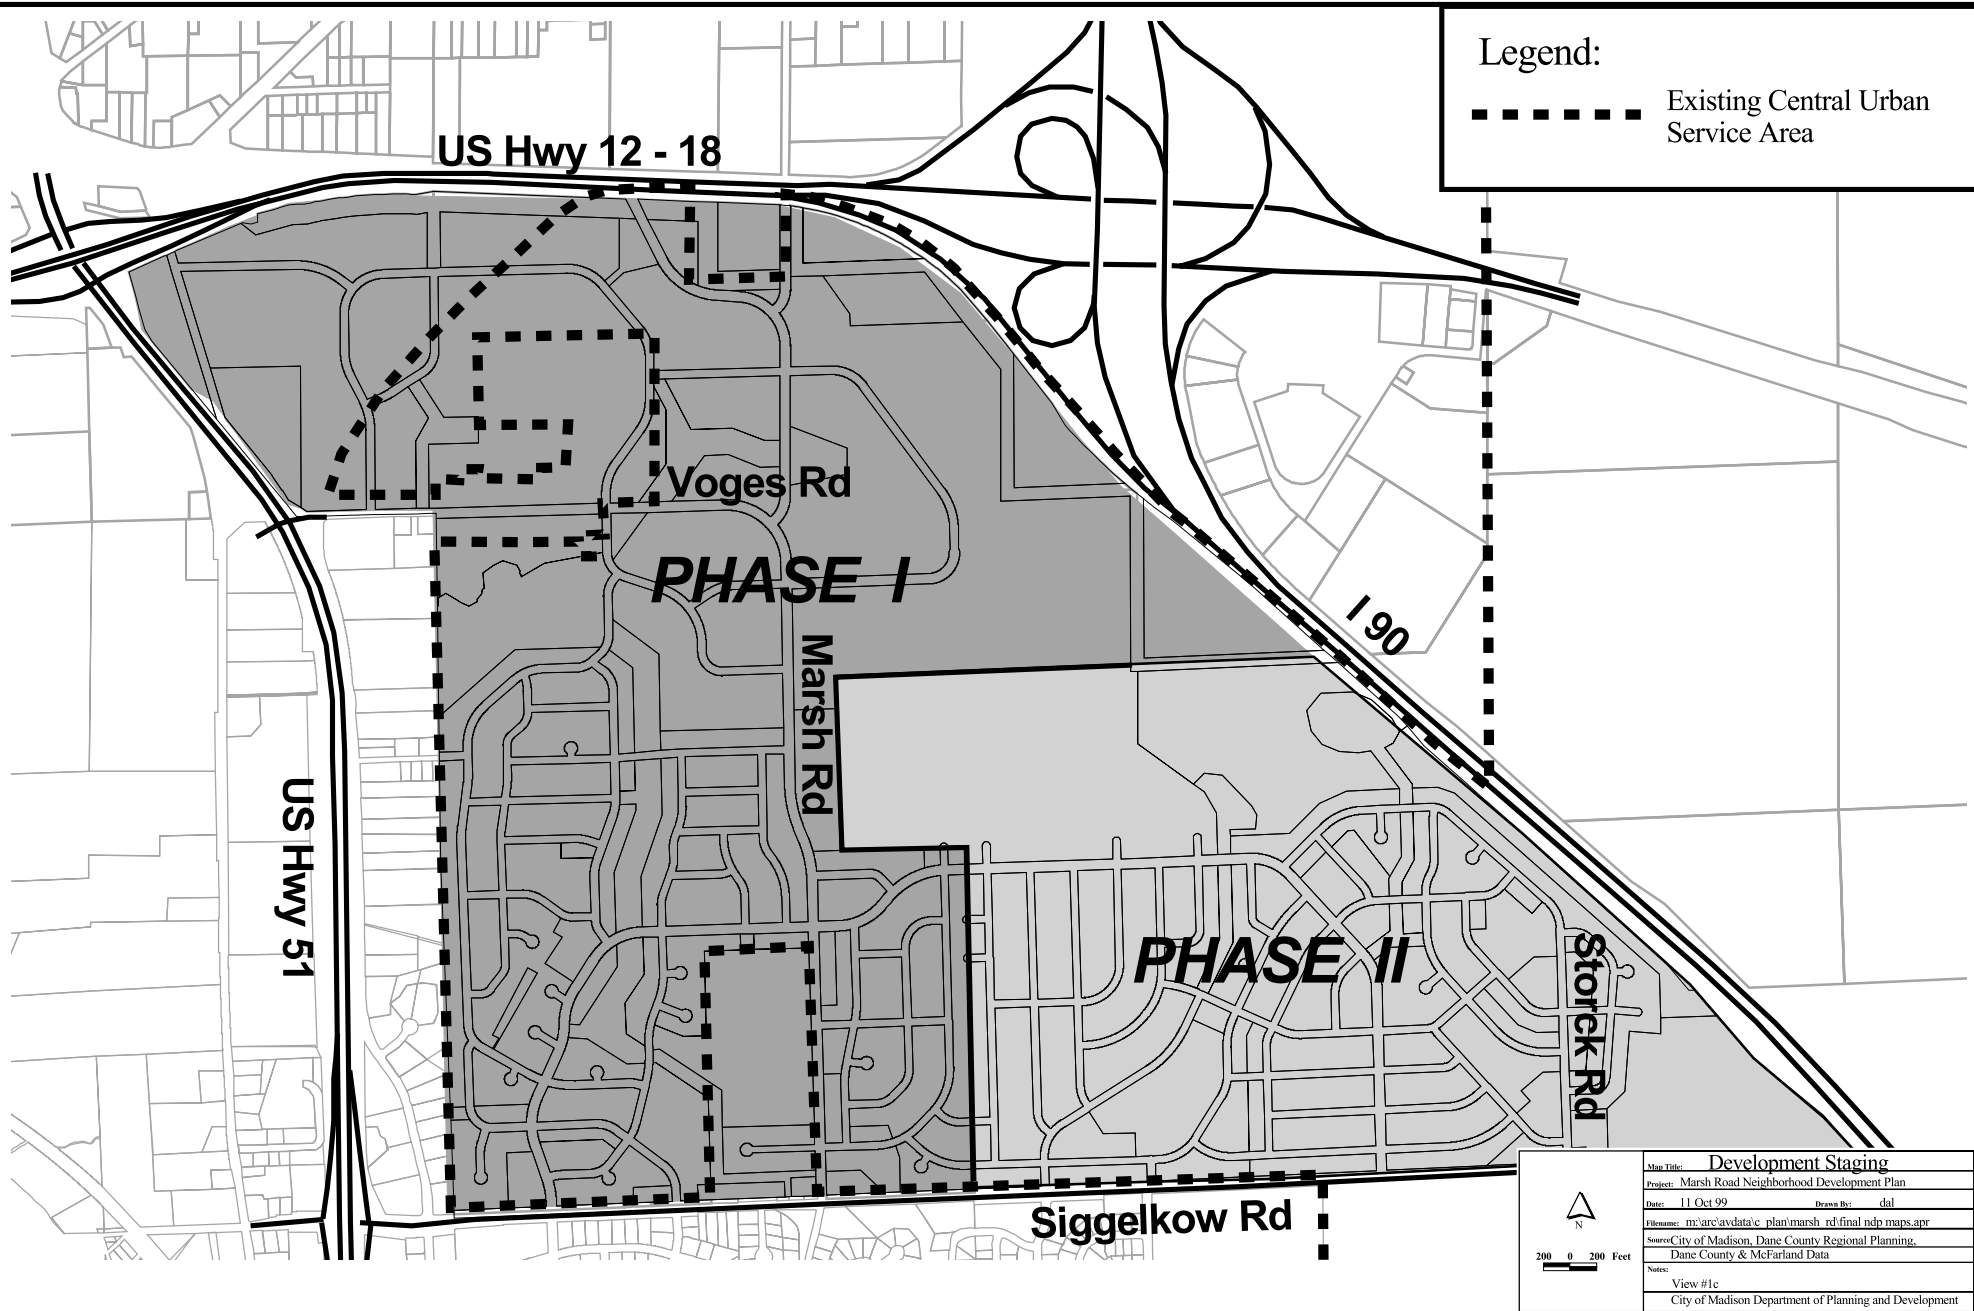 Legend:
Existing Central Urban
Service Area
US Hwy 12 - 18
Voges Rd
PHASE I
I 90
Marsh Rd
US Hwy 51
PHASE II
Storck Rd
Siggelkow Rd
N
200 0 200 Feet
Map Title: Development Staging
Project: Marsh Road Neighborhood Development Plan
Date: 11 Oct 99 Drawn By: dal
Filename: m:\arc\avdata\c_plan\marsh_rd\final ndp maps.apr
Source City of Madison, Dane County Regional Planning,
Dane County & McFarland Data
Notes:
View #1c
City of Madison Department of Planning and Development